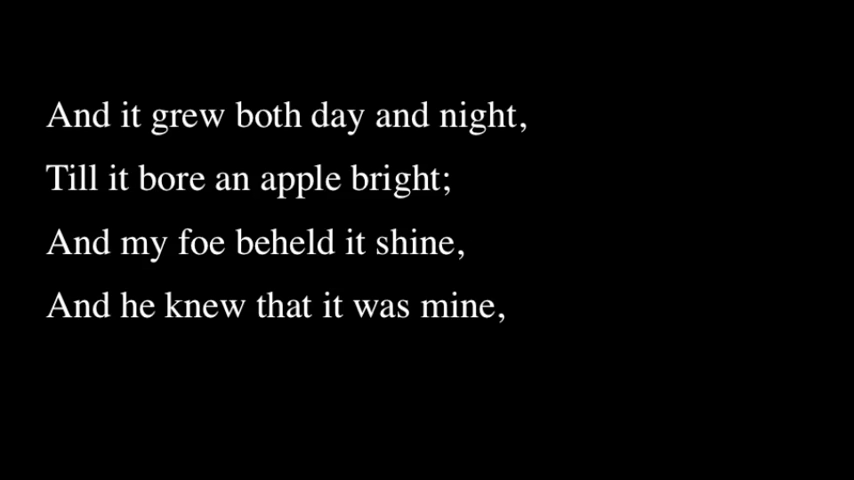 And it grew both day and night,
Till it bore an apple bright;
And my foe beheld it shine,
And he knew that it was mine,